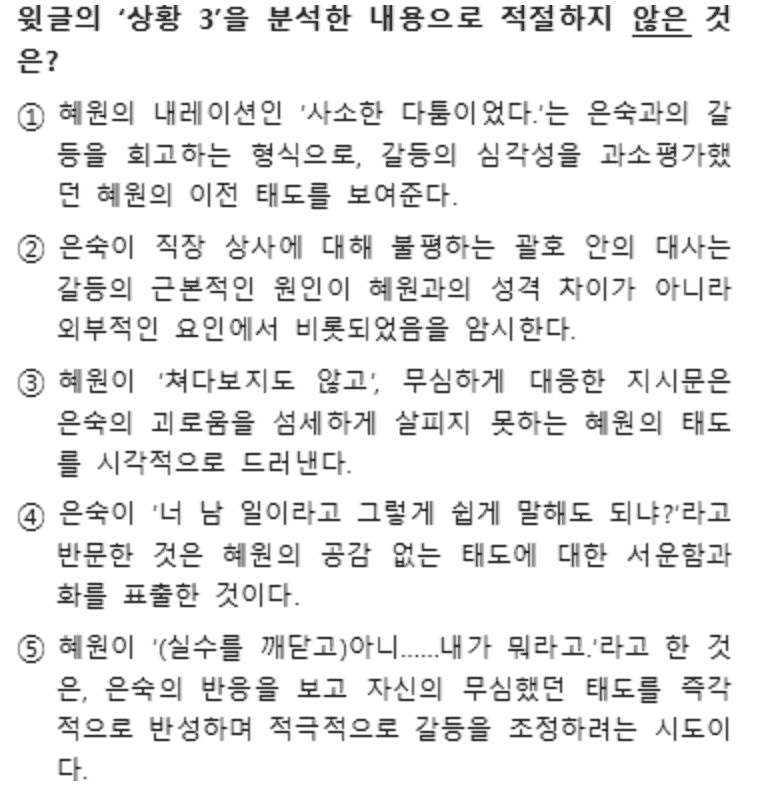 윗글의 '상황 3'을 분석한 내용으로 적절하지 않은 것
은?
① 혜원의 내레이션인 '사소한 다툼이었다.'는 은숙과의 갈
등을 회고하는 형식으로, 갈등의 심각성을 과소평가했
던 혜원의 이전 태도를 보여준다.
② 은숙이 직장 상사에 대해 불평하는 괄호 안의 대사는
갈등의 근본적인 원인이 혜원과의 성격 차이가 아니라
외부적인 요인에서 비롯되었음을 암시한다.
③ 혜원이 '쳐다보지도 않고', 무심하게 대응한 지시문은
은숙의 괴로움을 섬세하게 살피지 못하는 혜원의 태도
를 시각적으로 드러낸다.
④ 은숙이 '너 남 일이라고 그렇게 쉽게 말해도 되냐?'라고
반문한 것은 혜원의 공감 없는 태도에 대한 서운함과
화를 표출한 것이다.
⑤ 혜원이 '(실수를 깨닫고)아니......내가 뭐라고.'라고 한 것
은, 은숙의 반응을 보고 자신의 무심했던 태도를 즉각
적으로 반성하며 적극적으로 갈등을 조정하려는 시도이
다.